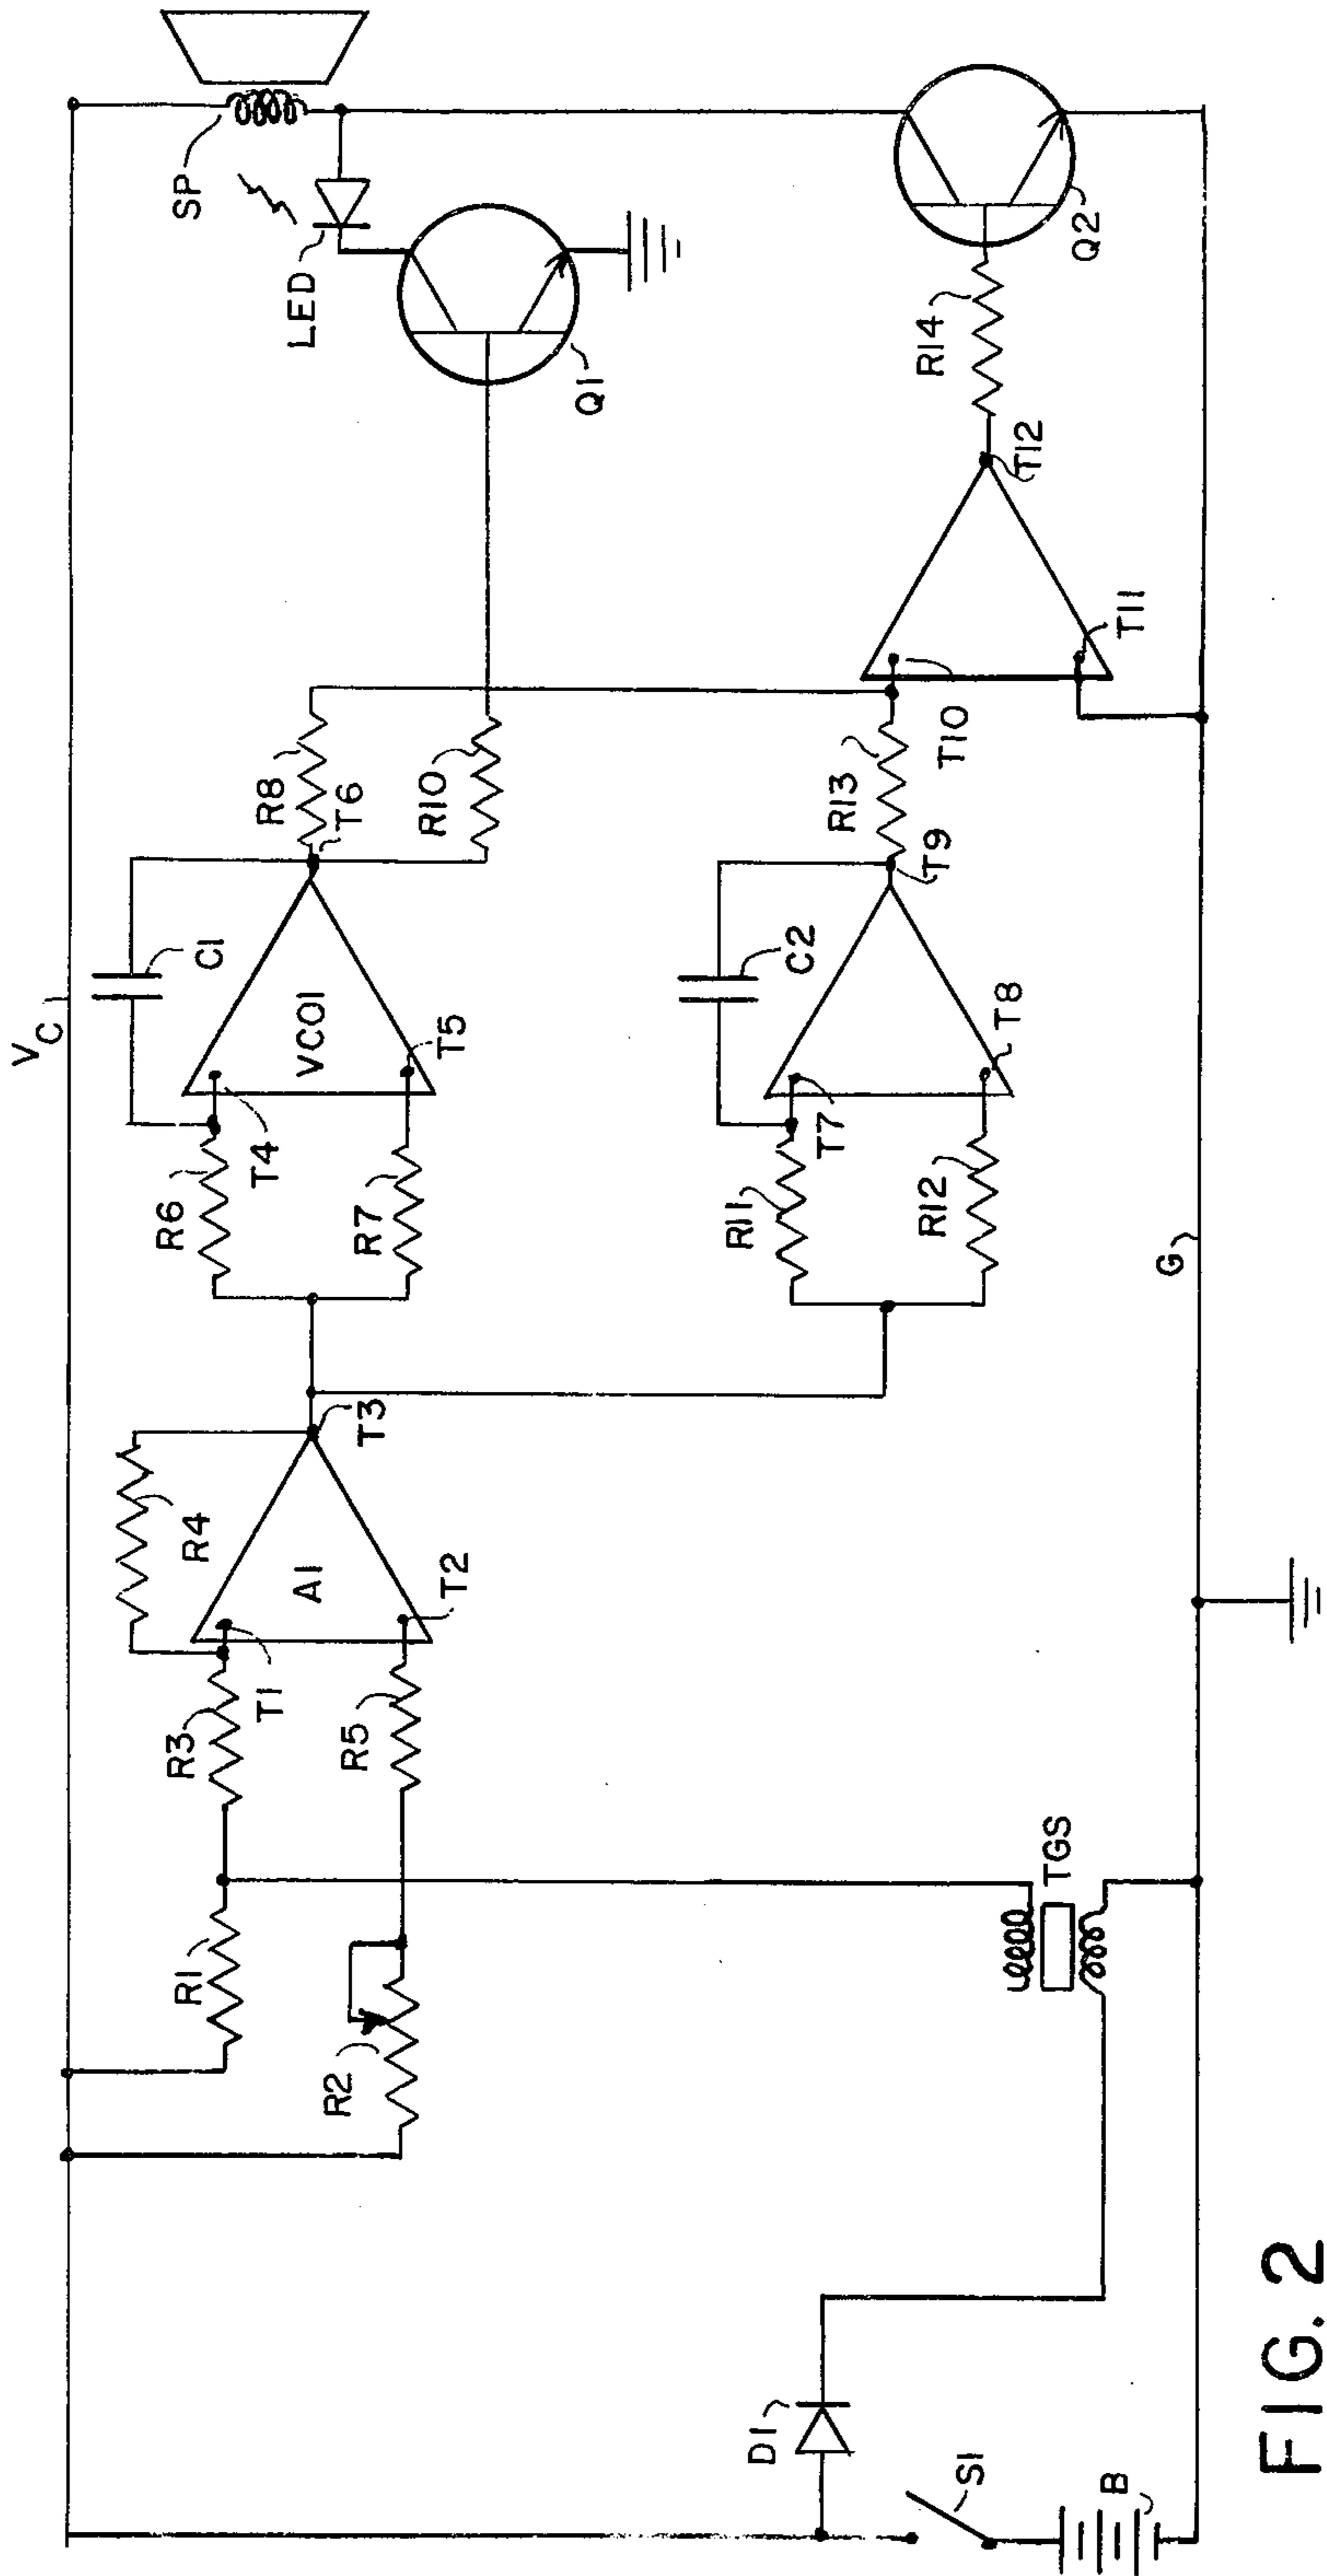 V_C
SP
LED
C1
R8
T6
R4
R6
VCO1
R10
Q1
R3
A1
T3
T4
T5
R1
T1
R7
R5
T2
R2
C2
R13
T9
T10
R14
T12
Q2
R11
T7
T8
R12
T11
D1
TGS
S1
B
G
FIG. 2